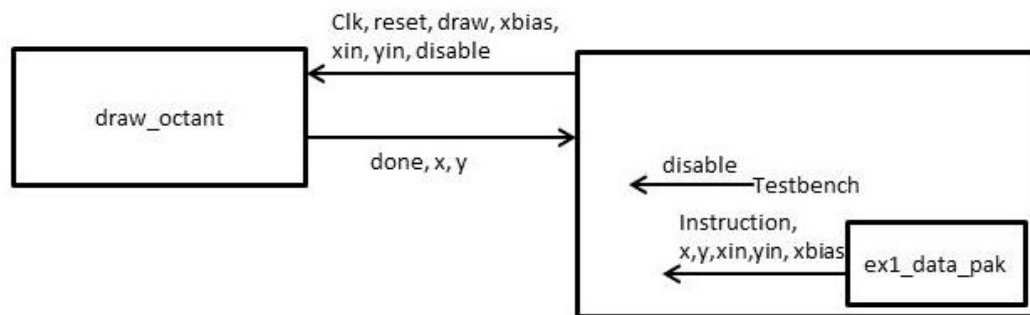 Clk, reset, draw, xbias,
xin, yin, disable
draw_octant
done, x, y
disable
Testbench
Instruction,
x,y,xin,yin, xbias
ex1_data_pak